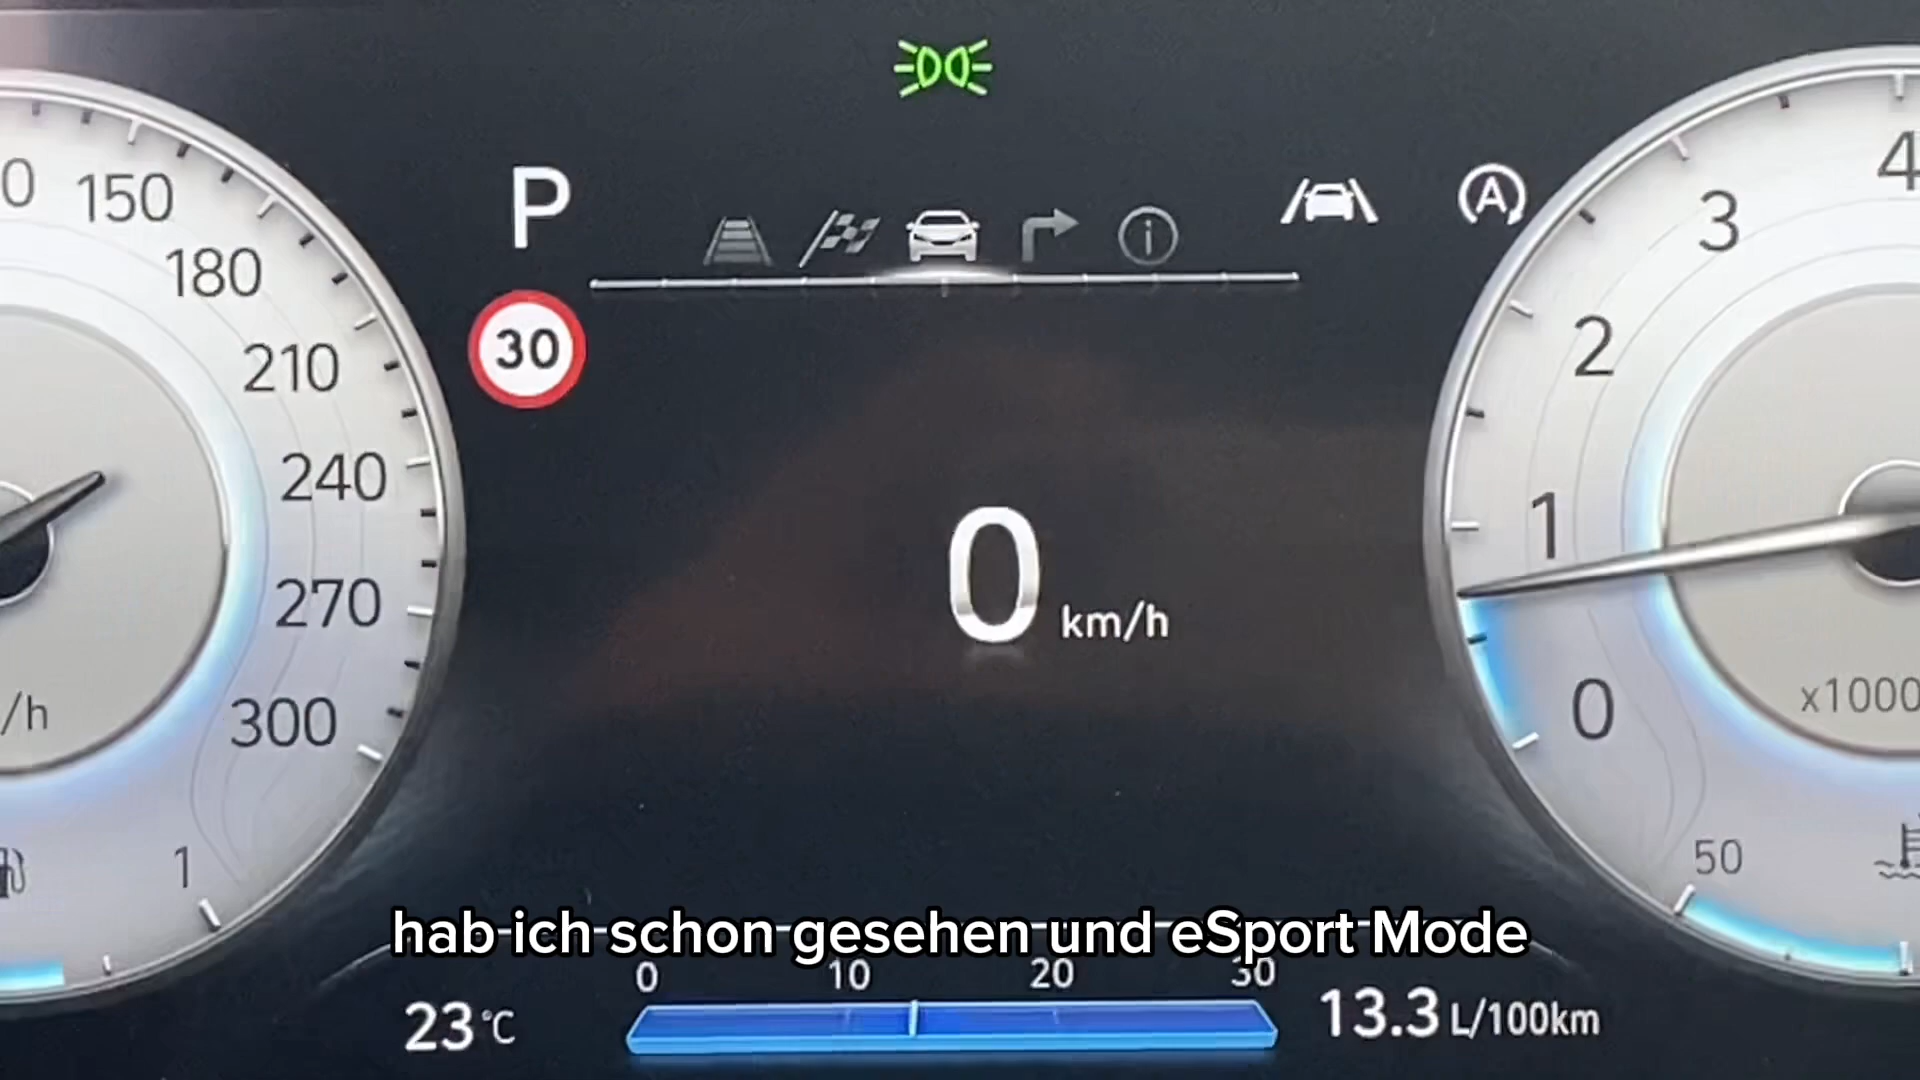 P
30
A
i
0
150
180
210
240
270
300
/h
1
0 km/h
4
3
2
1
0
x1000
50
hab ich schon gesehen und eSport Mode
0 10 20 30
23 °C
13.3 L/100km